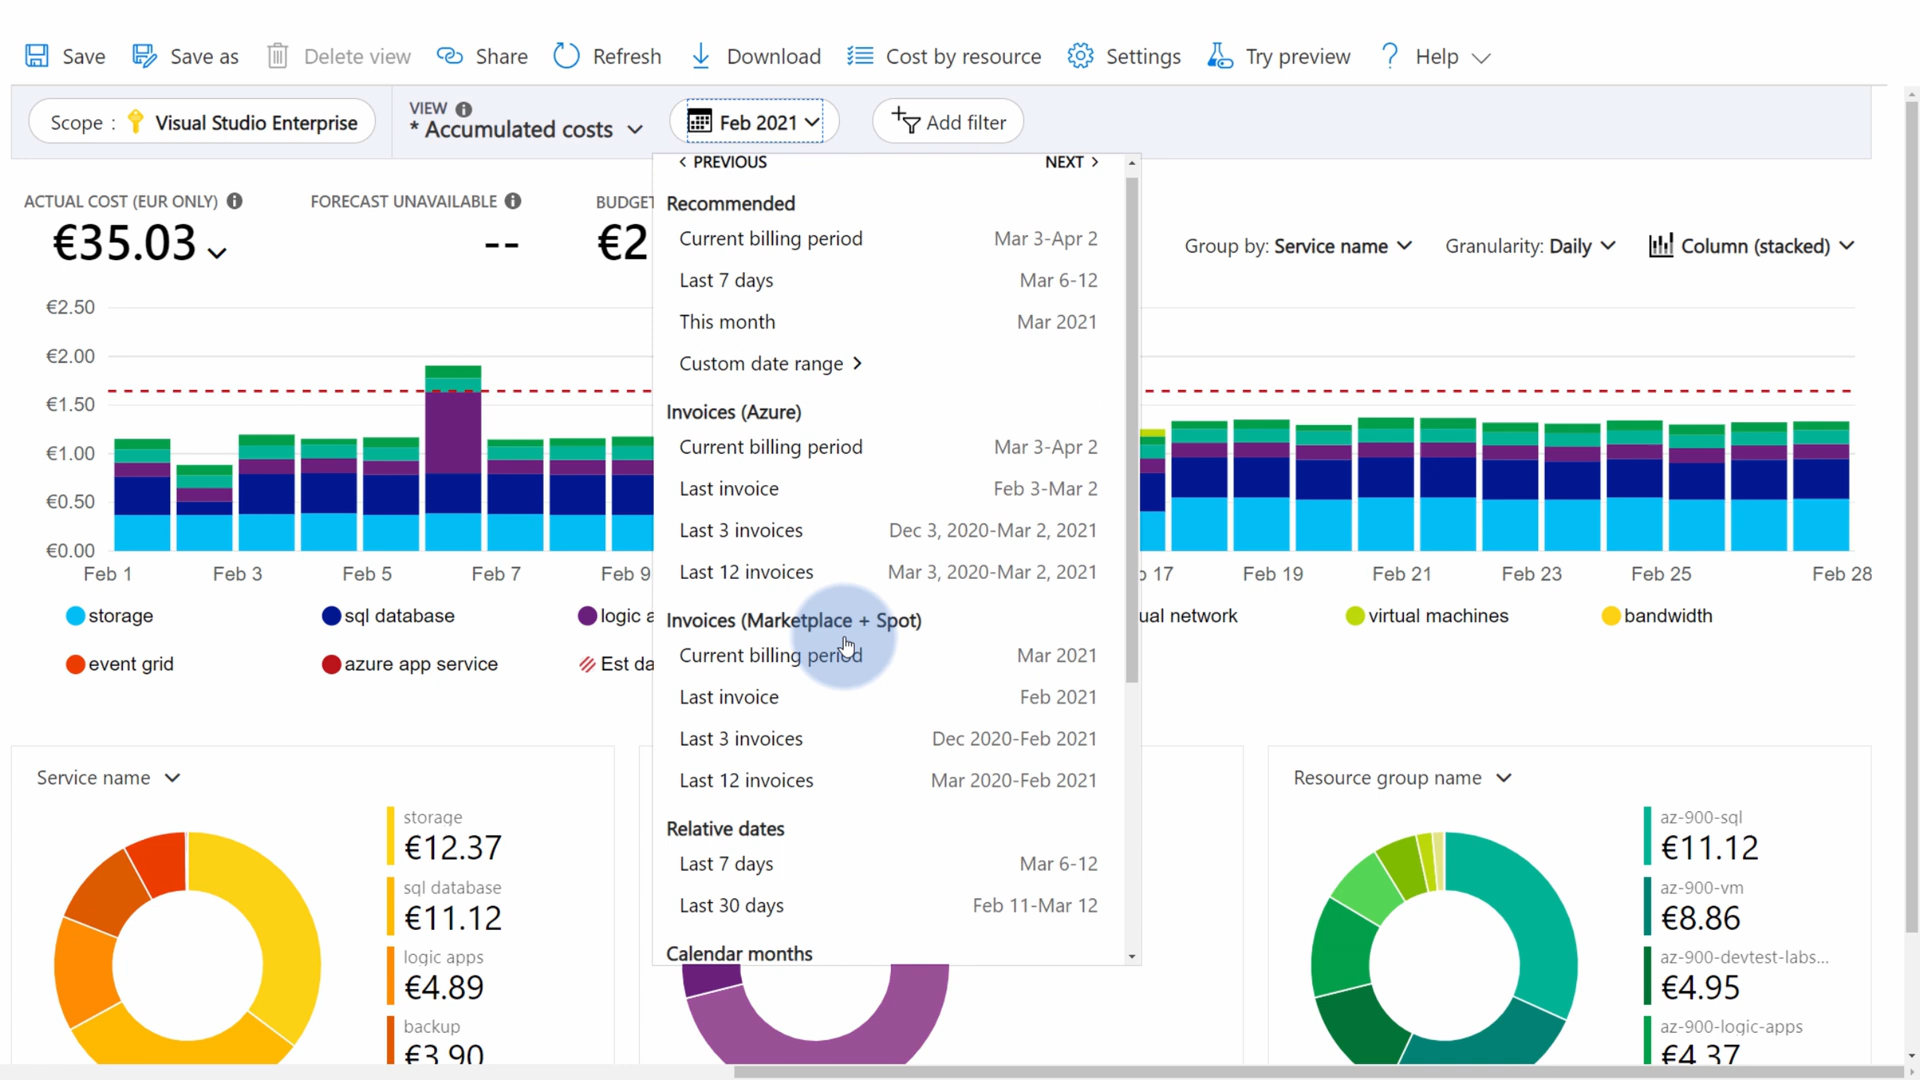 Save Save as Delete view Share Refresh Download Cost by resource Settings Try preview ? Help
Scope : Visual Studio Enterprise
VIEW
* Accumulated costs
Feb 2021
Add filter
< PREVIOUS NEXT >
ACTUAL COST (EUR ONLY)
€35.03
FORECAST UNAVAILABLE
--
BUDGET
€2
Group by: Service name Granularity: Daily Column (stacked)
Recommended
Current billing period Mar 3-Apr 2
Last 7 days Mar 6-12
This month Mar 2021
Custom date range >
Invoices (Azure)
Current billing period Mar 3-Apr 2
Last invoice Feb 3-Mar 2
Last 3 invoices Dec 3, 2020-Mar 2, 2021
Last 12 invoices Mar 3, 2020-Mar 2, 2021
Invoices (Marketplace + Spot)
Current billing period Mar 2021
Last invoice Feb 2021
Last 3 invoices Dec 2020-Feb 2021
Last 12 invoices Mar 2020-Feb 2021
Relative dates
Last 7 days Mar 6-12
Last 30 days Feb 11-Mar 12
Calendar months
€2.50
€2.00
€1.50
€1.00
€0.50
€0.00
Feb 1 Feb 3 Feb 5 Feb 7 Feb 9 17 Feb 19 Feb 21 Feb 23 Feb 25 Feb 28
storage sql database logic a ual network virtual machines bandwidth
event grid azure app service Est da
Service name
storage
€12.37
sql database
€11.12
logic apps
€4.89
backup
€3.90
Resource group name
az-900-sql
€11.12
az-900-vm
€8.86
az-900-devtest-labs...
€4.95
az-900-logic-apps
€4.37